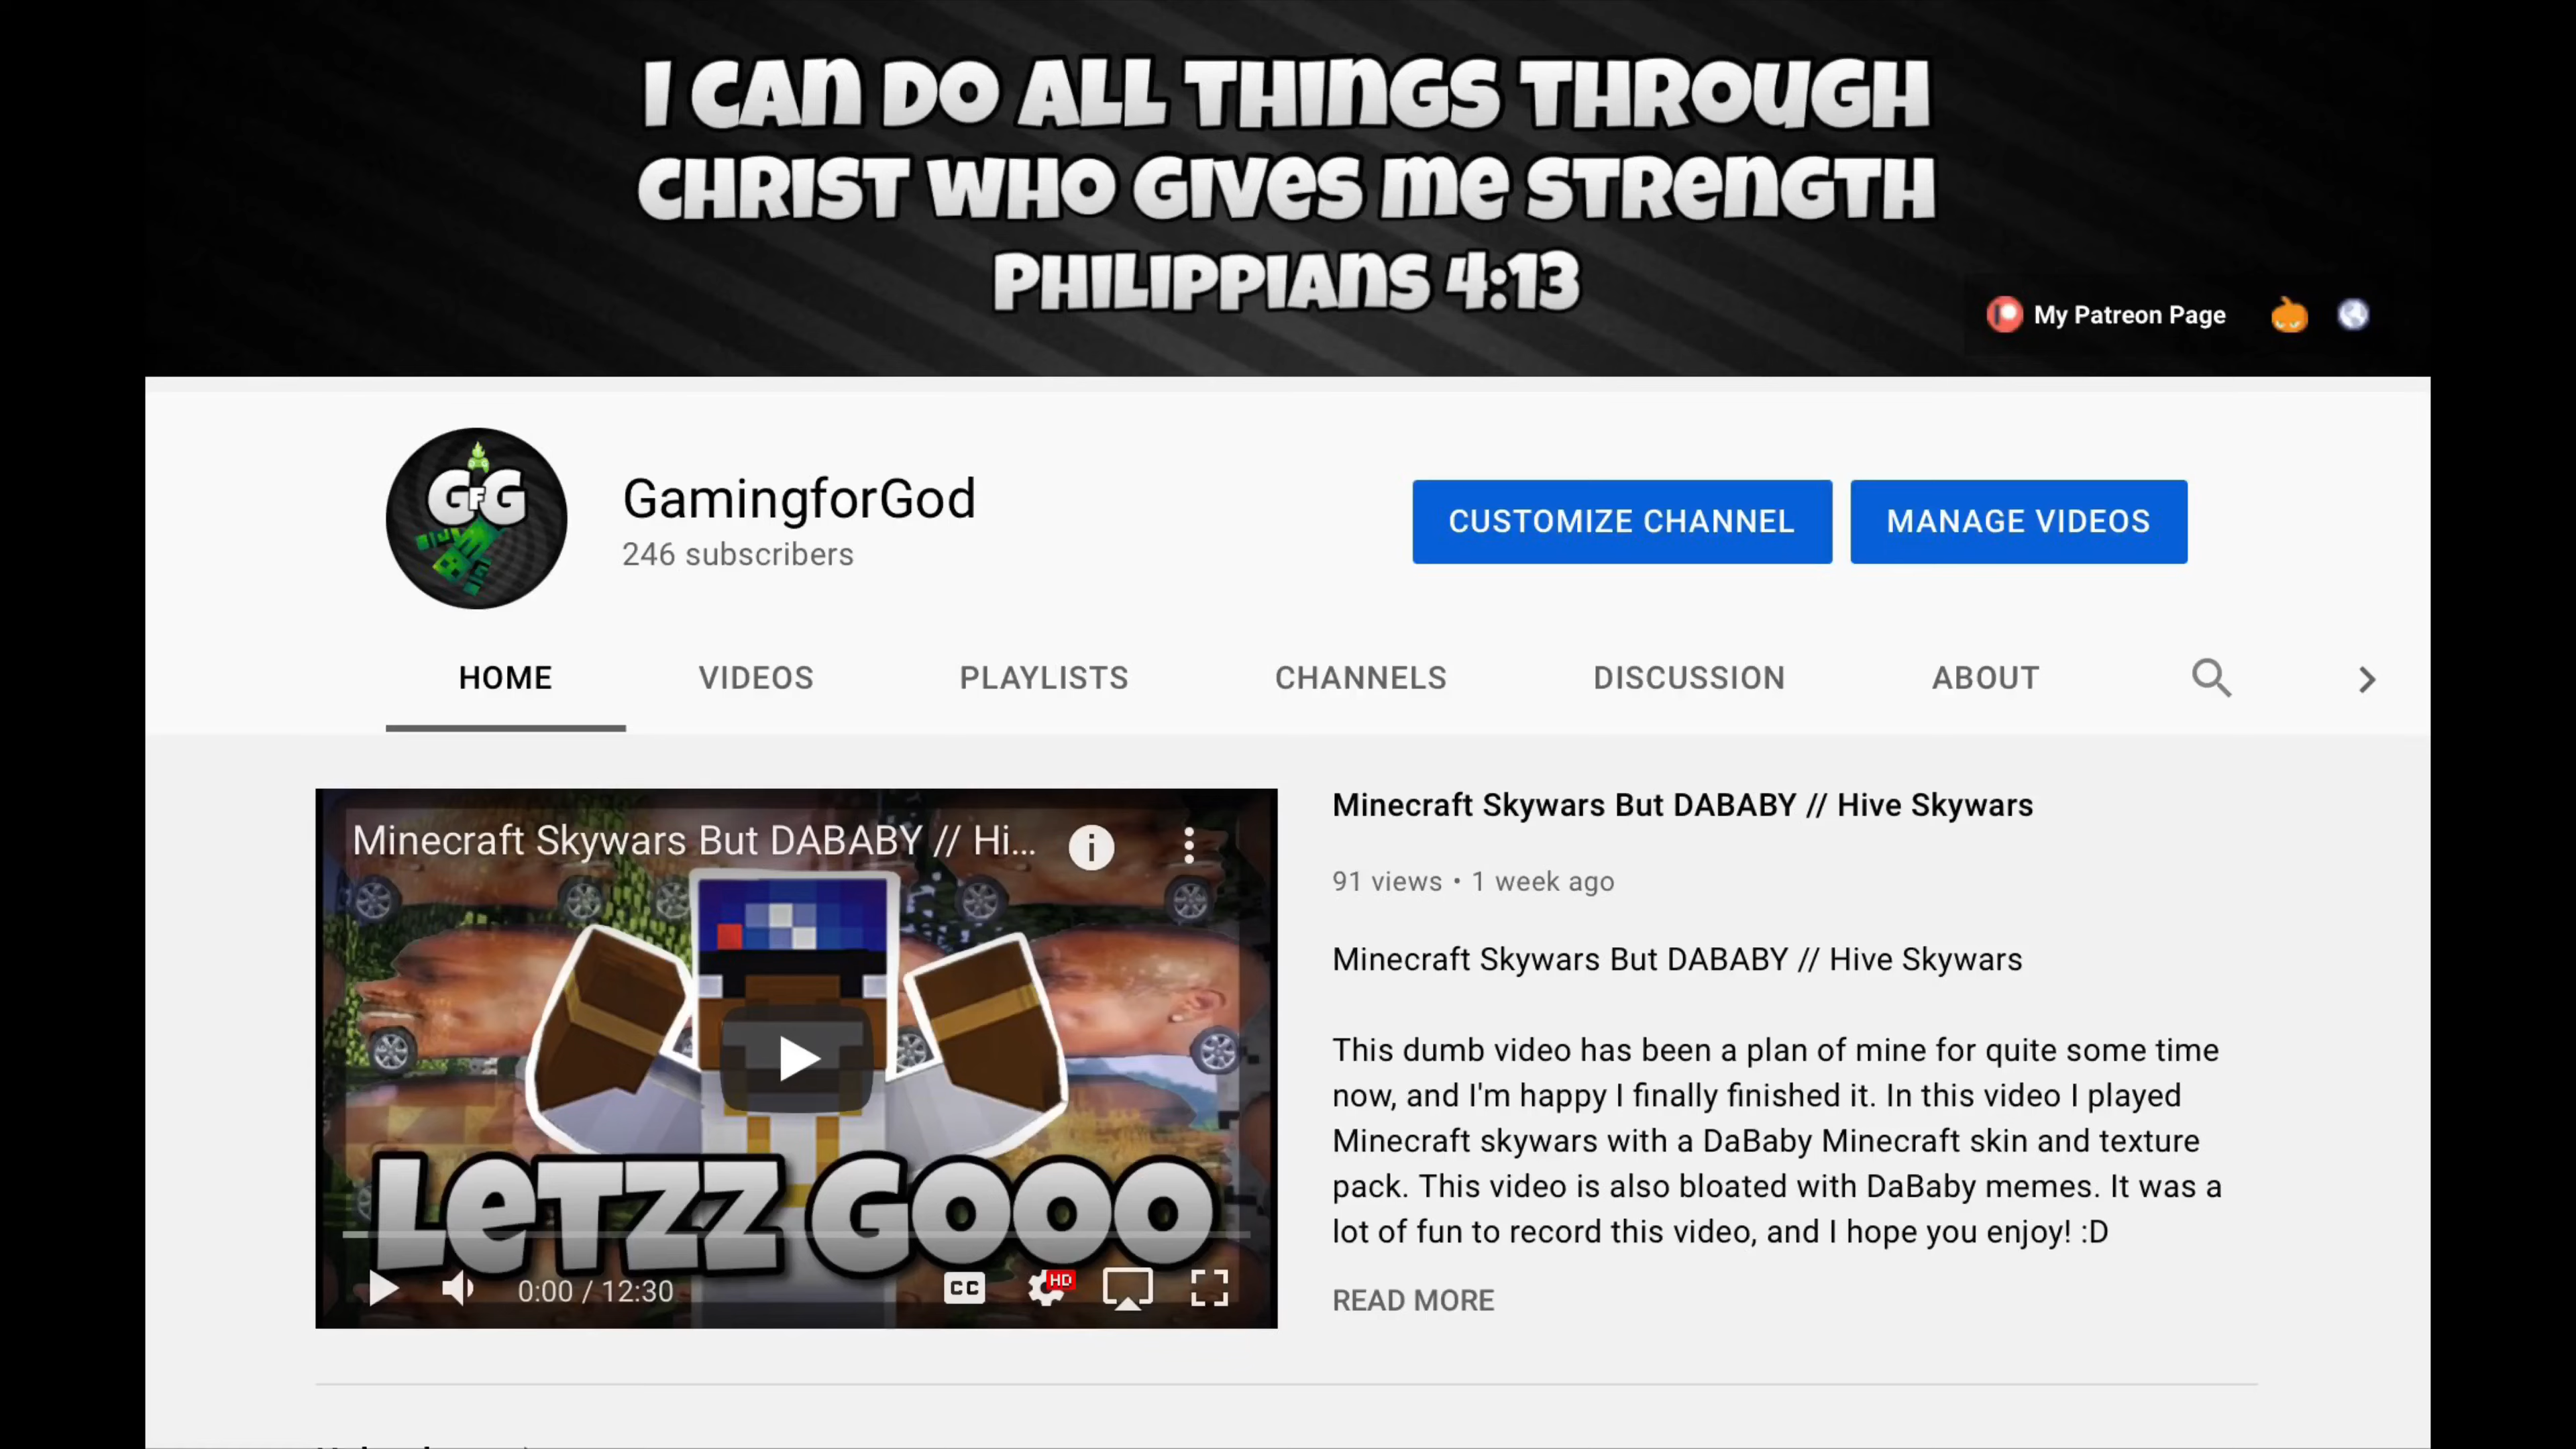 I CAN DO ALL THINGS THROUGH
CHRIST WHO GIVES ME STRENGTH
PHILIPPIANS 4:13
My Patreon Page
GFG
GamingforGod
246 subscribers
CUSTOMIZE CHANNEL
MANAGE VIDEOS
HOME
VIDEOS
PLAYLISTS
CHANNELS
DISCUSSION
ABOUT
Minecraft Skywars But DABABY // Hi...
LETZZ GOOO
0:00 / 12:30
CC
HD
Minecraft Skywars But DABABY // Hive Skywars
91 views • 1 week ago
Minecraft Skywars But DABABY // Hive Skywars
This dumb video has been a plan of mine for quite some time
now, and I'm happy I finally finished it. In this video I played
Minecraft skywars with a DaBaby Minecraft skin and texture
pack. This video is also bloated with DaBaby memes. It was a
lot of fun to record this video, and I hope you enjoy! :D
READ MORE